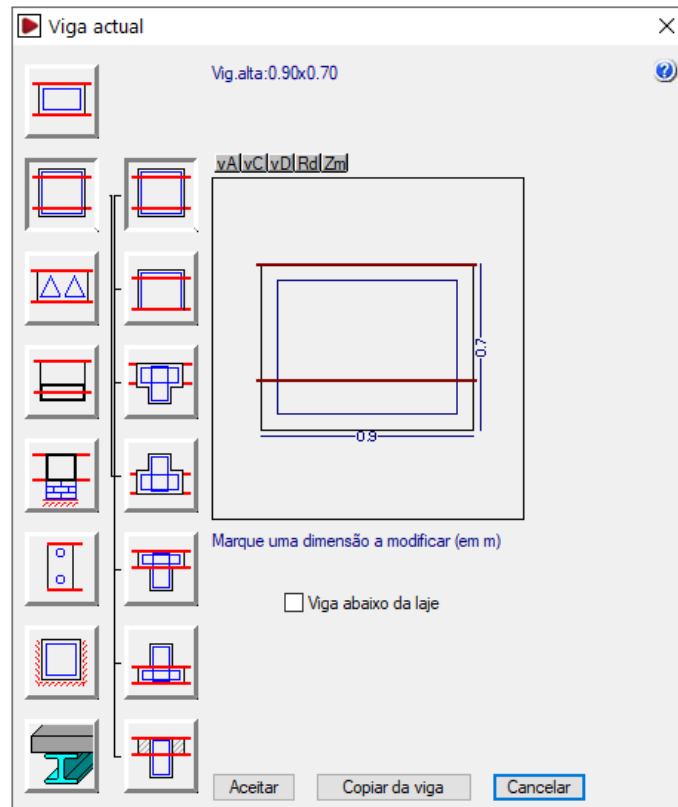 Viga actual
Vig.alta:0.90x0.70
vA vC vD Rd Zm
0.7
0.9
Marque uma dimensão a modificar (em m)
Viga abaixo da laje
Aceitar Copiar da viga Cancelar